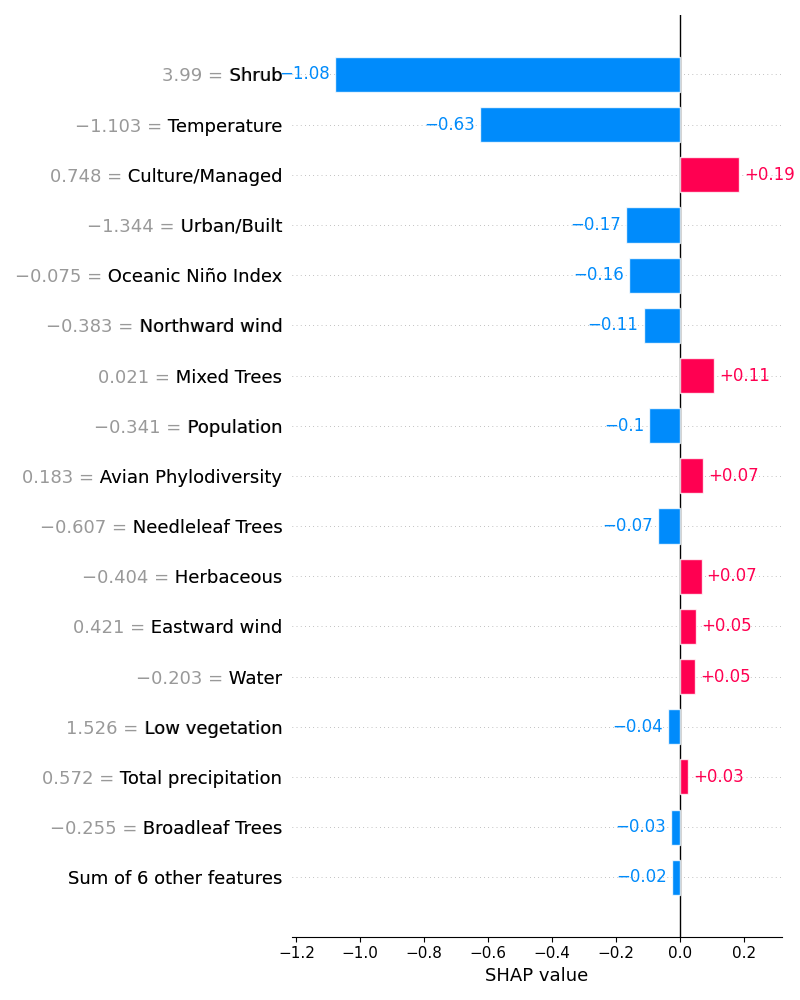 3.99 = Shrub −1.08
−1.103 = Temperature −0.63
0.748 = Culture/Managed +0.19
−1.344 = Urban/Built −0.17
−0.075 = Oceanic Niño Index −0.16
−0.383 = Northward wind −0.11
0.021 = Mixed Trees +0.11
−0.341 = Population −0.1
0.183 = Avian Phylodiversity +0.07
−0.607 = Needleleaf Trees −0.07
−0.404 = Herbaceous +0.07
0.421 = Eastward wind +0.05
−0.203 = Water +0.05
1.526 = Low vegetation −0.04
0.572 = Total precipitation +0.03
−0.255 = Broadleaf Trees −0.03
Sum of 6 other features −0.02
−1.2 −1.0 −0.8 −0.6 −0.4 −0.2 0.0 0.2
SHAP value